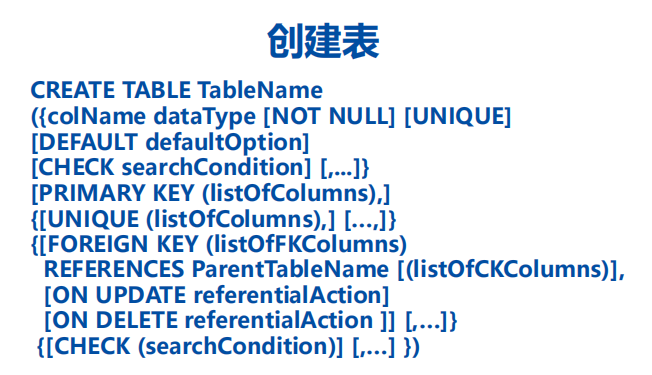 创建表
CREATE TABLE TableName
({colName dataType [NOT NULL] [UNIQUE]
[DEFAULT defaultOption]
[CHECK searchCondition] [,...]}
[PRIMARY KEY (listOfColumns),]
{[UNIQUE (listOfColumns),] […,]}
{[FOREIGN KEY (listOfFKColumns)
REFERENCES ParentTableName [(listOfCKColumns)],
[ON UPDATE referentialAction]
[ON DELETE referentialAction ]] [,…]}
{[CHECK (searchCondition)] [,…] })